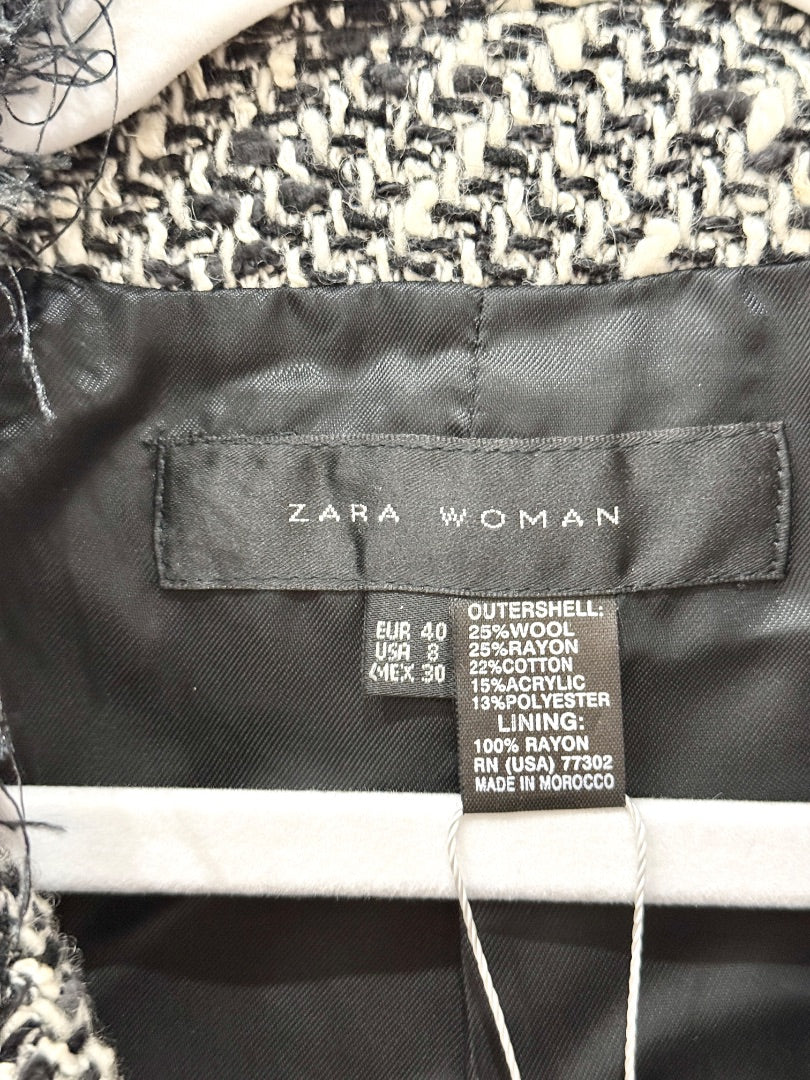 ZARA WOMAN
EUR 40
USA 8
MEX 30
OUTERSHELL:
25%WOOL
25%RAYON
22%COTTON
15%ACRYLIC
13%POLYESTER
LINING:
100% RAYON
RN (USA) 77302
MADE IN MOROCCO